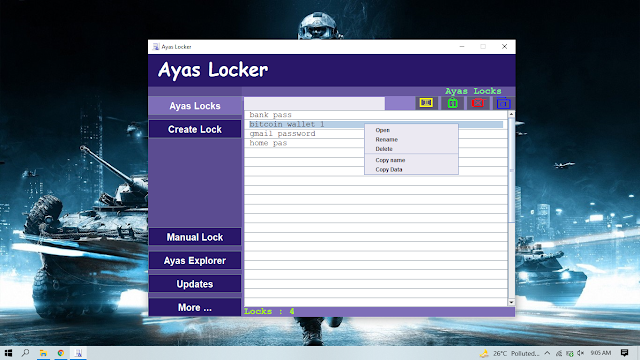 Ayas Locker
Ayas Locker
Ayas Locks
Ayas Locks
Create Lock
Manual Lock
Ayas Explorer
Updates
More ...
bank pass
bitcoin wallet 1
gmail password
home pas
Open
Rename
Delete
Copy name
Copy Data
Locks : 4
26°C Polluted...
9:05 AM